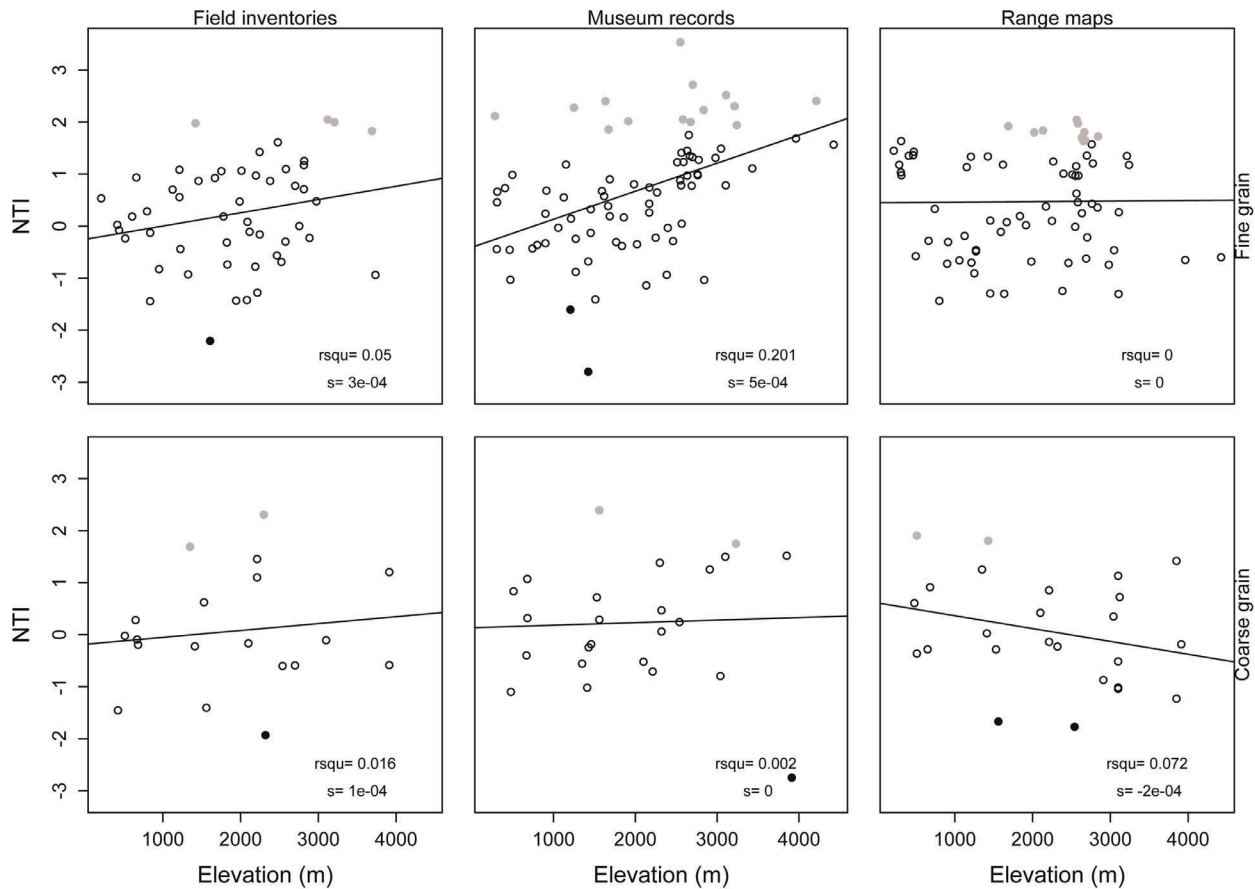 Field inventories
Museum records
Range maps
NTI
3
2
1
0
-1
-2
-3
rsqu= 0.05
s= 3e-04
rsqu= 0.201
s= 5e-04
rsqu= 0
s= 0
Fine grain
NTI
3
2
1
0
-1
-2
-3
rsqu= 0.016
s= 1e-04
rsqu= 0.002
s= 0
rsqu= 0.072
s= -2e-04
Coarse grain
1000 2000 3000 4000
1000 2000 3000 4000
1000 2000 3000 4000
Elevation (m)
Elevation (m)
Elevation (m)